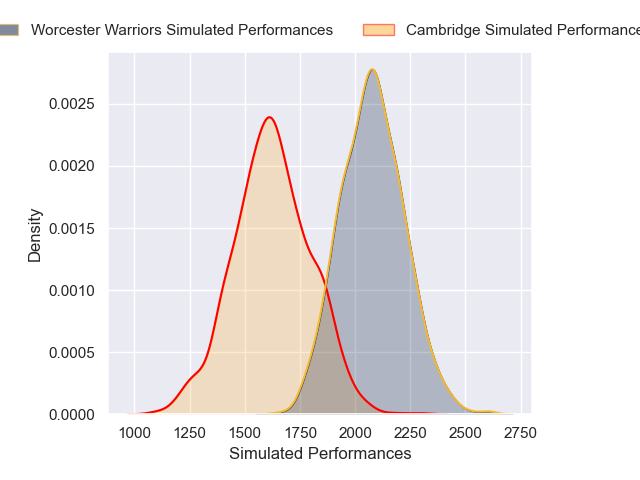 Worcester Warriors Simulated Performances
Cambridge Simulated Performance
0.0025
0.0020
0.0015
0.0010
0.0005
0.0000
Density
1000 1250 1500 1750 2000 2250 2500 2750
Simulated Performances